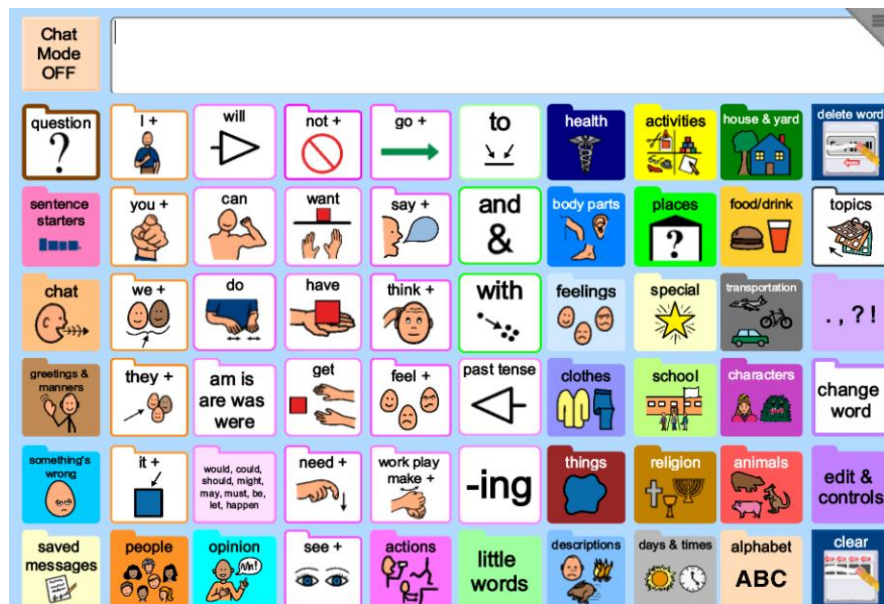 Chat
Mode
OFF
question
?
I +
will
not +
go +
to
health
activities
house & yard
delete word
sentence
starters
you +
can
want
say +
and
&
body parts
places
?
food/drink
topics
chat
we +
do
have
think +
with
feelings
special
transportation
. , ? !
greetings &
manners
they +
am is
are was
were
get
feel +
past tense
clothes
school
characters
change
word
something's
wrong
it +
would, could,
should, might,
may, must, be,
let, happen
need +
work play
make +
-ing
things
religion
animals
edit &
controls
saved
messages
people
opinion
Mm!
see +
actions
little
words
descriptions
days & times
alphabet
ABC
clear